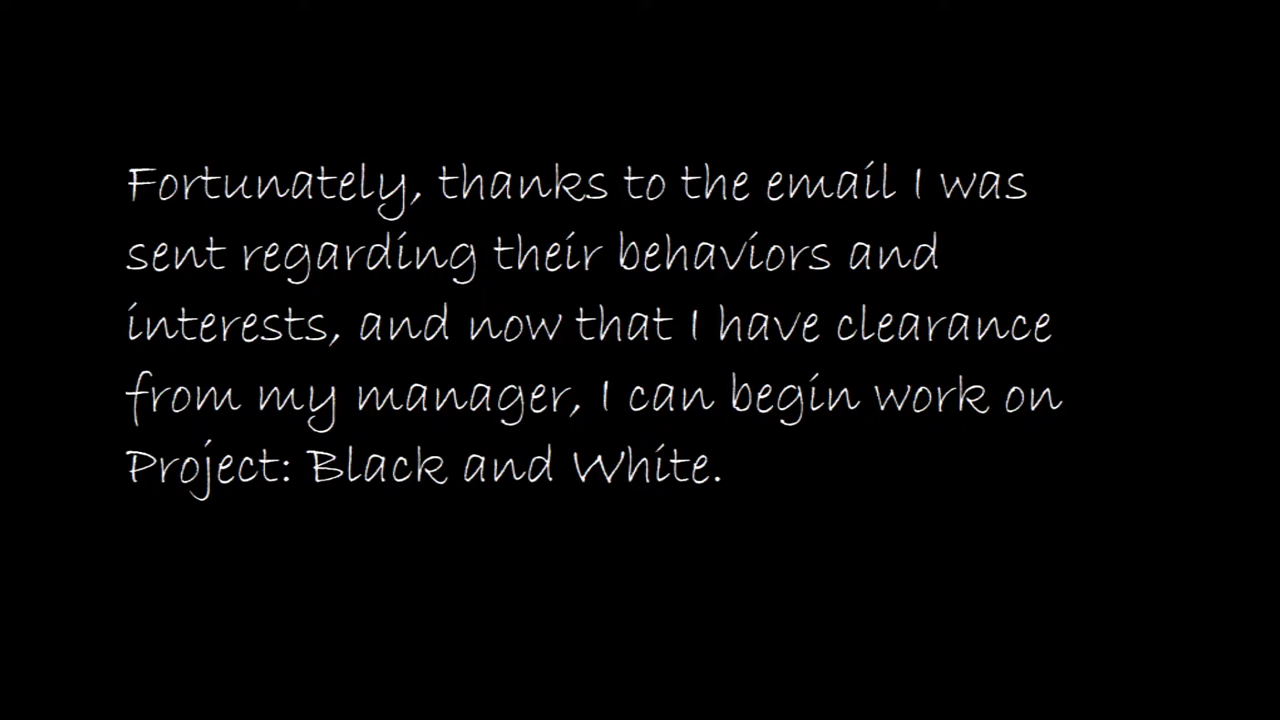 Fortunately, thanks to the email I was
sent regarding their behaviors and
interests, and now that I have clearance
from my manager, I can begin work on
Project: Black and White.